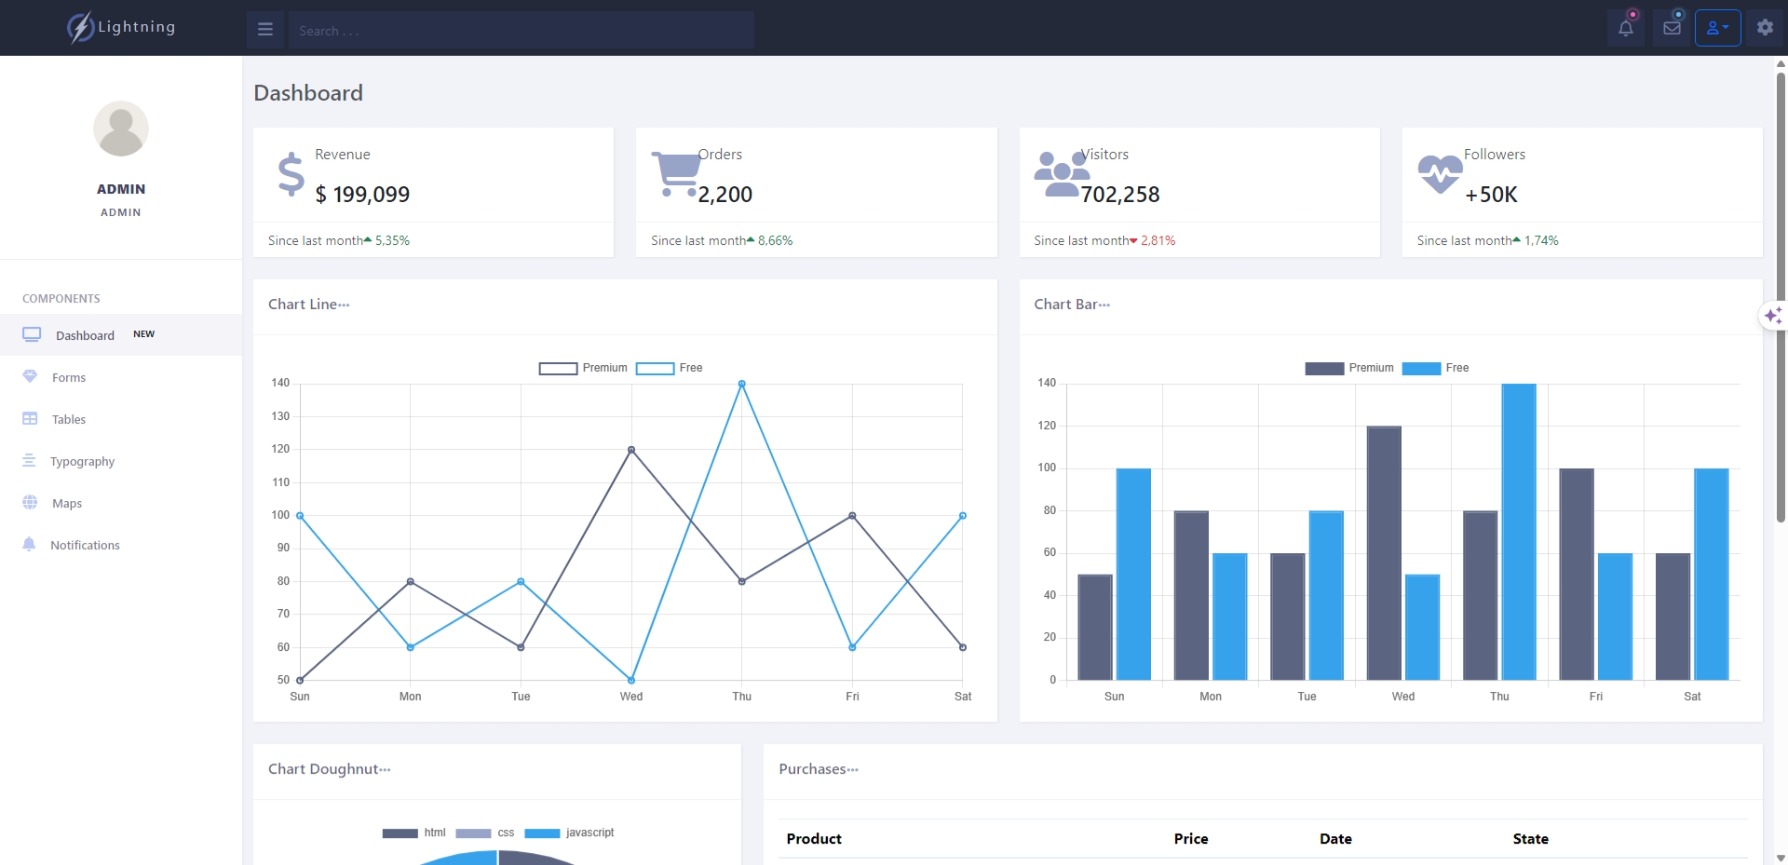 Lightning
Search . . .
ADMIN
ADMIN
COMPONENTS
Dashboard NEW
Forms
Tables
Typography
Maps
Notifications
Dashboard
Revenue
$ 199,099
Since last month 5,35%
Orders
2,200
Since last month 8,66%
Visitors
702,258
Since last month 2,81%
Followers
+50K
Since last month 1,74%
Chart Line
Premium Free
140
130
120
110
100
90
80
70
60
50
Sun Mon Tue Wed Thu Fri Sat
Chart Bar
Premium Free
140
120
100
80
60
40
20
0
Sun Mon Tue Wed Thu Fri Sat
Chart Doughnut
html css javascript
Purchases
Product Price Date State